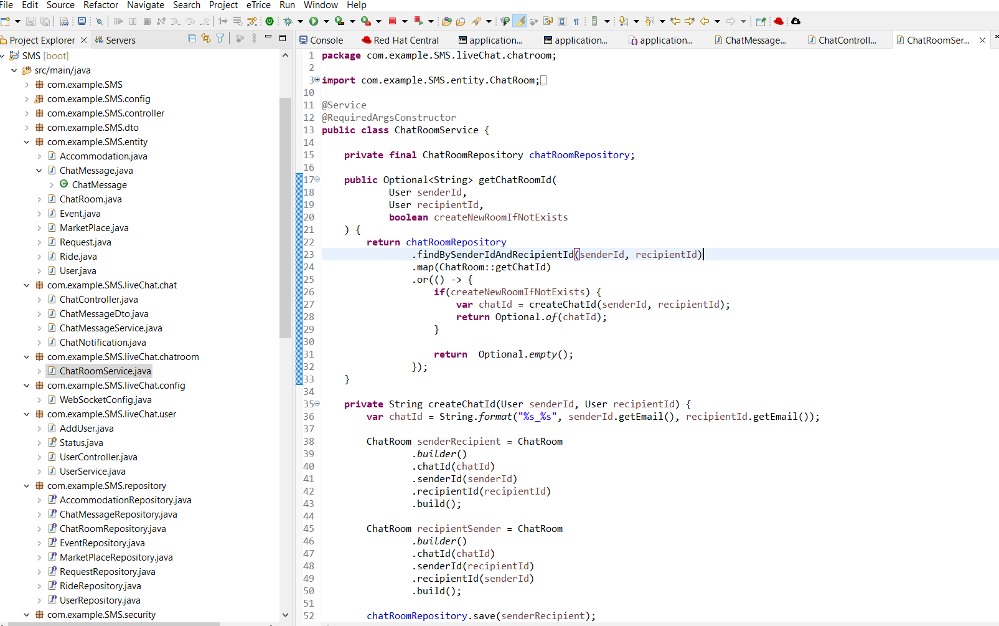 File Edit Source Refactor Navigate Search Project eTrice Run Window Help
Project Explorer Servers
Console Red Hat Central application... application... application... ChatMessage... ChatControll... ChatRoomSer...
SMS [boot]
src/main/java
com.example.SMS
com.example.SMS.config
com.example.SMS.controller
com.example.SMS.dto
com.example.SMS.entity
Accommodation.java
ChatMessage.java
ChatMessage
ChatRoom.java
Event.java
MarketPlace.java
Request.java
Ride.java
User.java
com.example.SMS.liveChat.chat
ChatController.java
ChatMessageDto.java
ChatMessageService.java
ChatNotification.java
com.example.SMS.liveChat.chatroom
ChatRoomService.java
com.example.SMS.liveChat.config
WebSocketConfig.java
com.example.SMS.liveChat.user
AddUser.java
Status.java
UserController.java
UserService.java
com.example.SMS.repository
AccommodationRepository.java
ChatMessageRepository.java
ChatRoomRepository.java
EventRepository.java
MarketPlaceRepository.java
RequestRepository.java
RideRepository.java
UserRepository.java
com.example.SMS.security
1 package com.example.SMS.liveChat.chatroom;
2
3 import com.example.SMS.entity.ChatRoom;
10
11 @Service
12 @RequiredArgsConstructor
13 public class ChatRoomService {
14
15 private final ChatRoomRepository chatRoomRepository;
16
17 public Optional<String> getChatRoomId(
18 User senderId,
19 User recipientId,
20 boolean createNewRoomIfNotExists
21 ) {
22 return chatRoomRepository
23 .findBySenderIdAndRecipientId(senderId, recipientId)
24 .map(ChatRoom::getChatId)
25 .or(() -> {
26 if(createNewRoomIfNotExists) {
27 var chatId = createChatId(senderId, recipientId);
28 return Optional.of(chatId);
29 }
30
31 return Optional.empty();
32 });
33 }
34
35 private String createChatId(User senderId, User recipientId) {
36 var chatId = String.format("%s_%s", senderId.getEmail(), recipientId.getEmail());
37
38 ChatRoom senderRecipient = ChatRoom
39 .builder()
40 .chatId(chatId)
41 .senderId(senderId)
42 .recipientId(recipientId)
43 .build();
44
45 ChatRoom recipientSender = ChatRoom
46 .builder()
47 .chatId(chatId)
48 .senderId(recipientId)
49 .recipientId(senderId)
50 .build();
51
52 chatRoomRepository.save(senderRecipient);